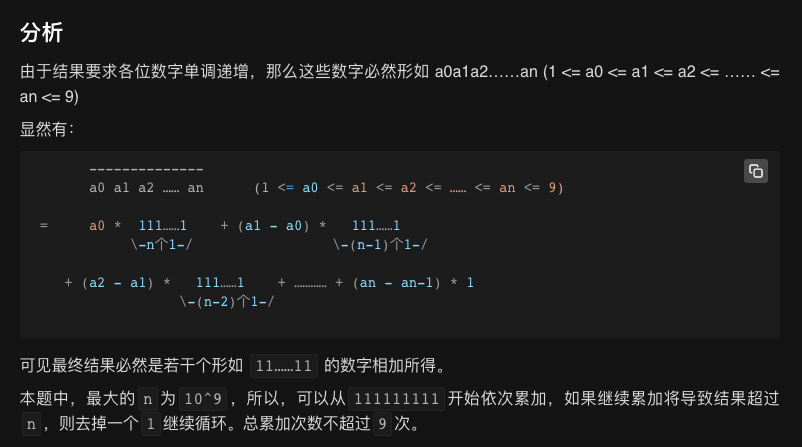 分析
由于结果要求各位数字单调递增，那么这些数字必然形如 a0a1a2……an (1 <= a0 <= a1 <= a2 <= …… <=
an <= 9)
显然有：
--------------
a0 a1 a2 …… an      (1 <= a0 <= a1 <= a2 <= …… <= an <= 9)
=     a0 *  111……1    + (a1 - a0) *   111……1
\-n个1-/                 \-(n-1)个1-/
+ (a2 - a1) *   111……1    + ………… + (an - an-1) * 1
\-(n-2)个1-/
可见最终结果必然是若干个形如 11……11 的数字相加所得。
本题中，最大的 n 为 10^9 ，所以，可以从 111111111 开始依次累加，如果继续累加将导致结果超过
n ，则去掉一个 1 继续循环。总累加次数不超过 9 次。